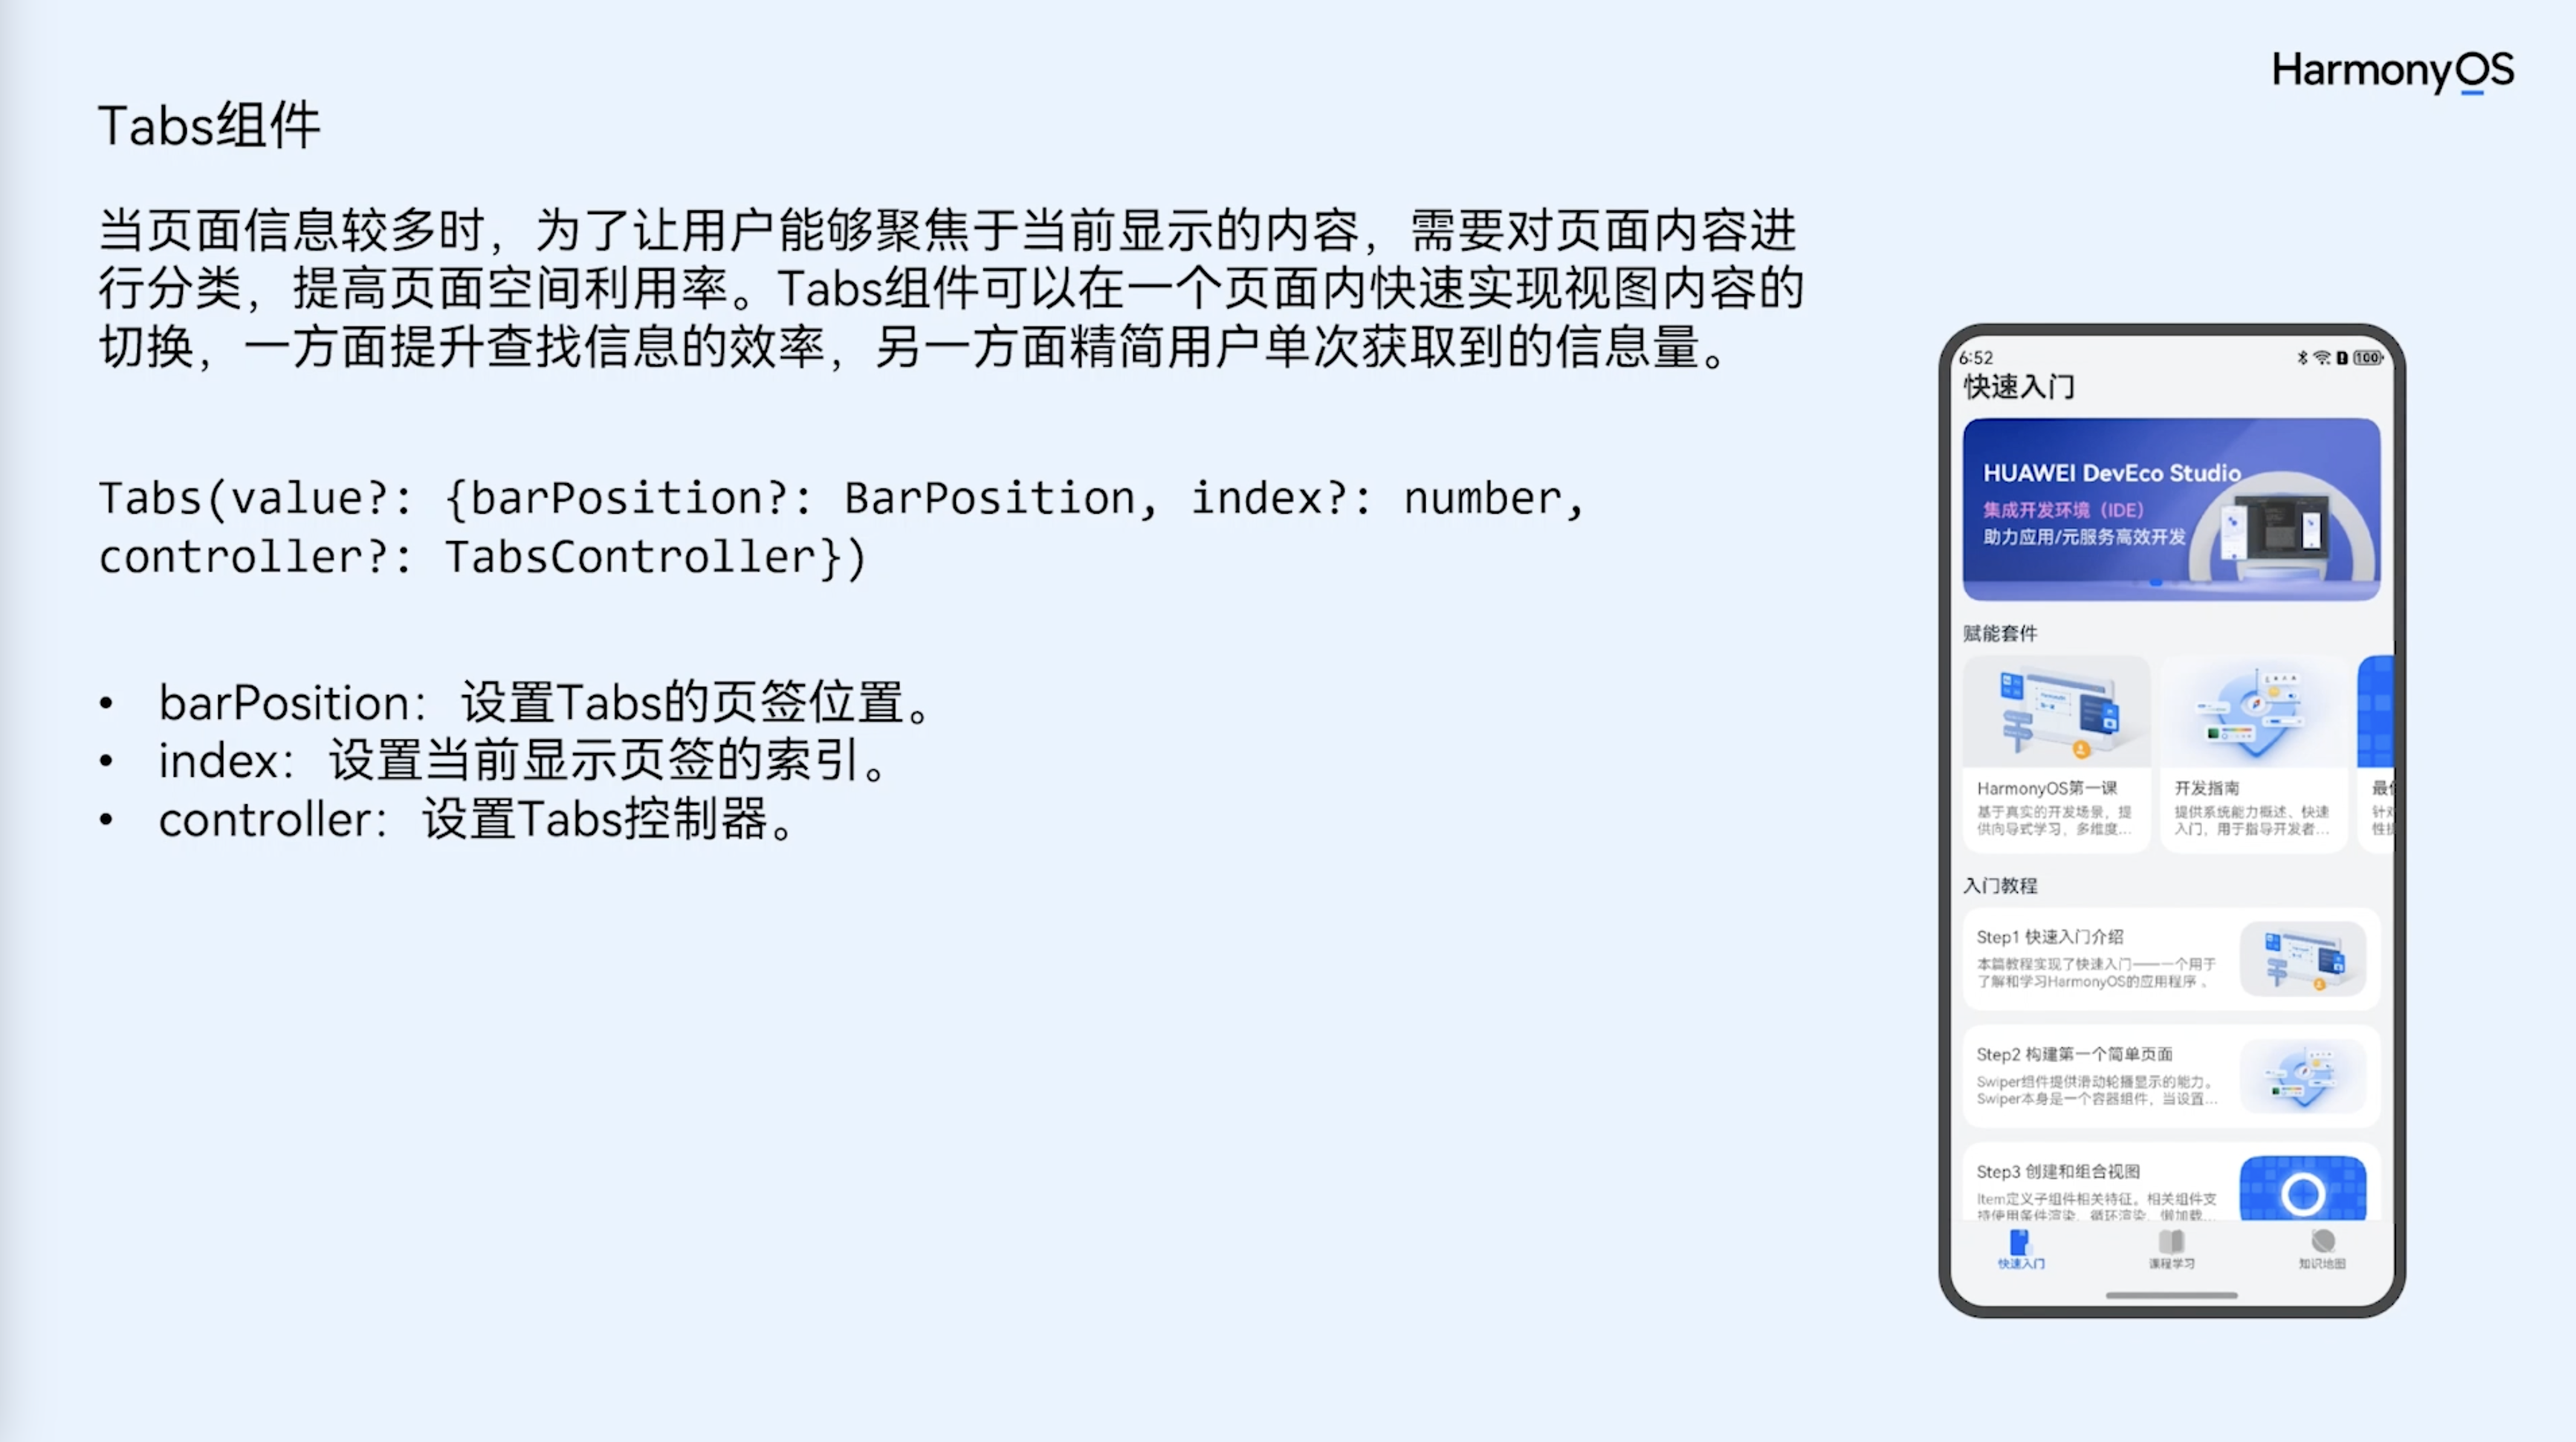 HarmonyOS
Tabs组件
当页面信息较多时，为了让用户能够聚焦于当前显示的内容，需要对页面内容进
行分类，提高页面空间利用率。Tabs组件可以在一个页面内快速实现视图内容的
切换，一方面提升查找信息的效率，另一方面精简用户单次获取到的信息量。
Tabs(value?: {barPosition?: BarPosition, index?: number,
controller?: TabsController})
• barPosition：设置Tabs的页签位置。
• index：设置当前显示页签的索引。
• controller：设置Tabs控制器。
6:52
100
快速入门
HUAWEI DevEco Studio
集成开发环境（IDE）
助力应用/元服务高效开发
赋能套件
HarmonyOS第一课
基于真实的开发场景，提
供向导式学习，多维度...
开发指南
提供系统能力概述、快速
入门，用于指导开发者...
最
针对
性
入门教程
Step1 快速入门介绍
本篇教程实现了快速入门——一个用于
了解和学习HarmonyOS的应用程序 。
Step2 构建第一个简单页面
Swiper组件提供滑动轮播显示的能力。
Swiper本身是一个容器组件，当设置...
Step3 创建和组合视图
Item定义子组件相关特征。相关组件支
持使用条件渲染、循环渲染、懒加载...
快速入门
课程学习
知识地图